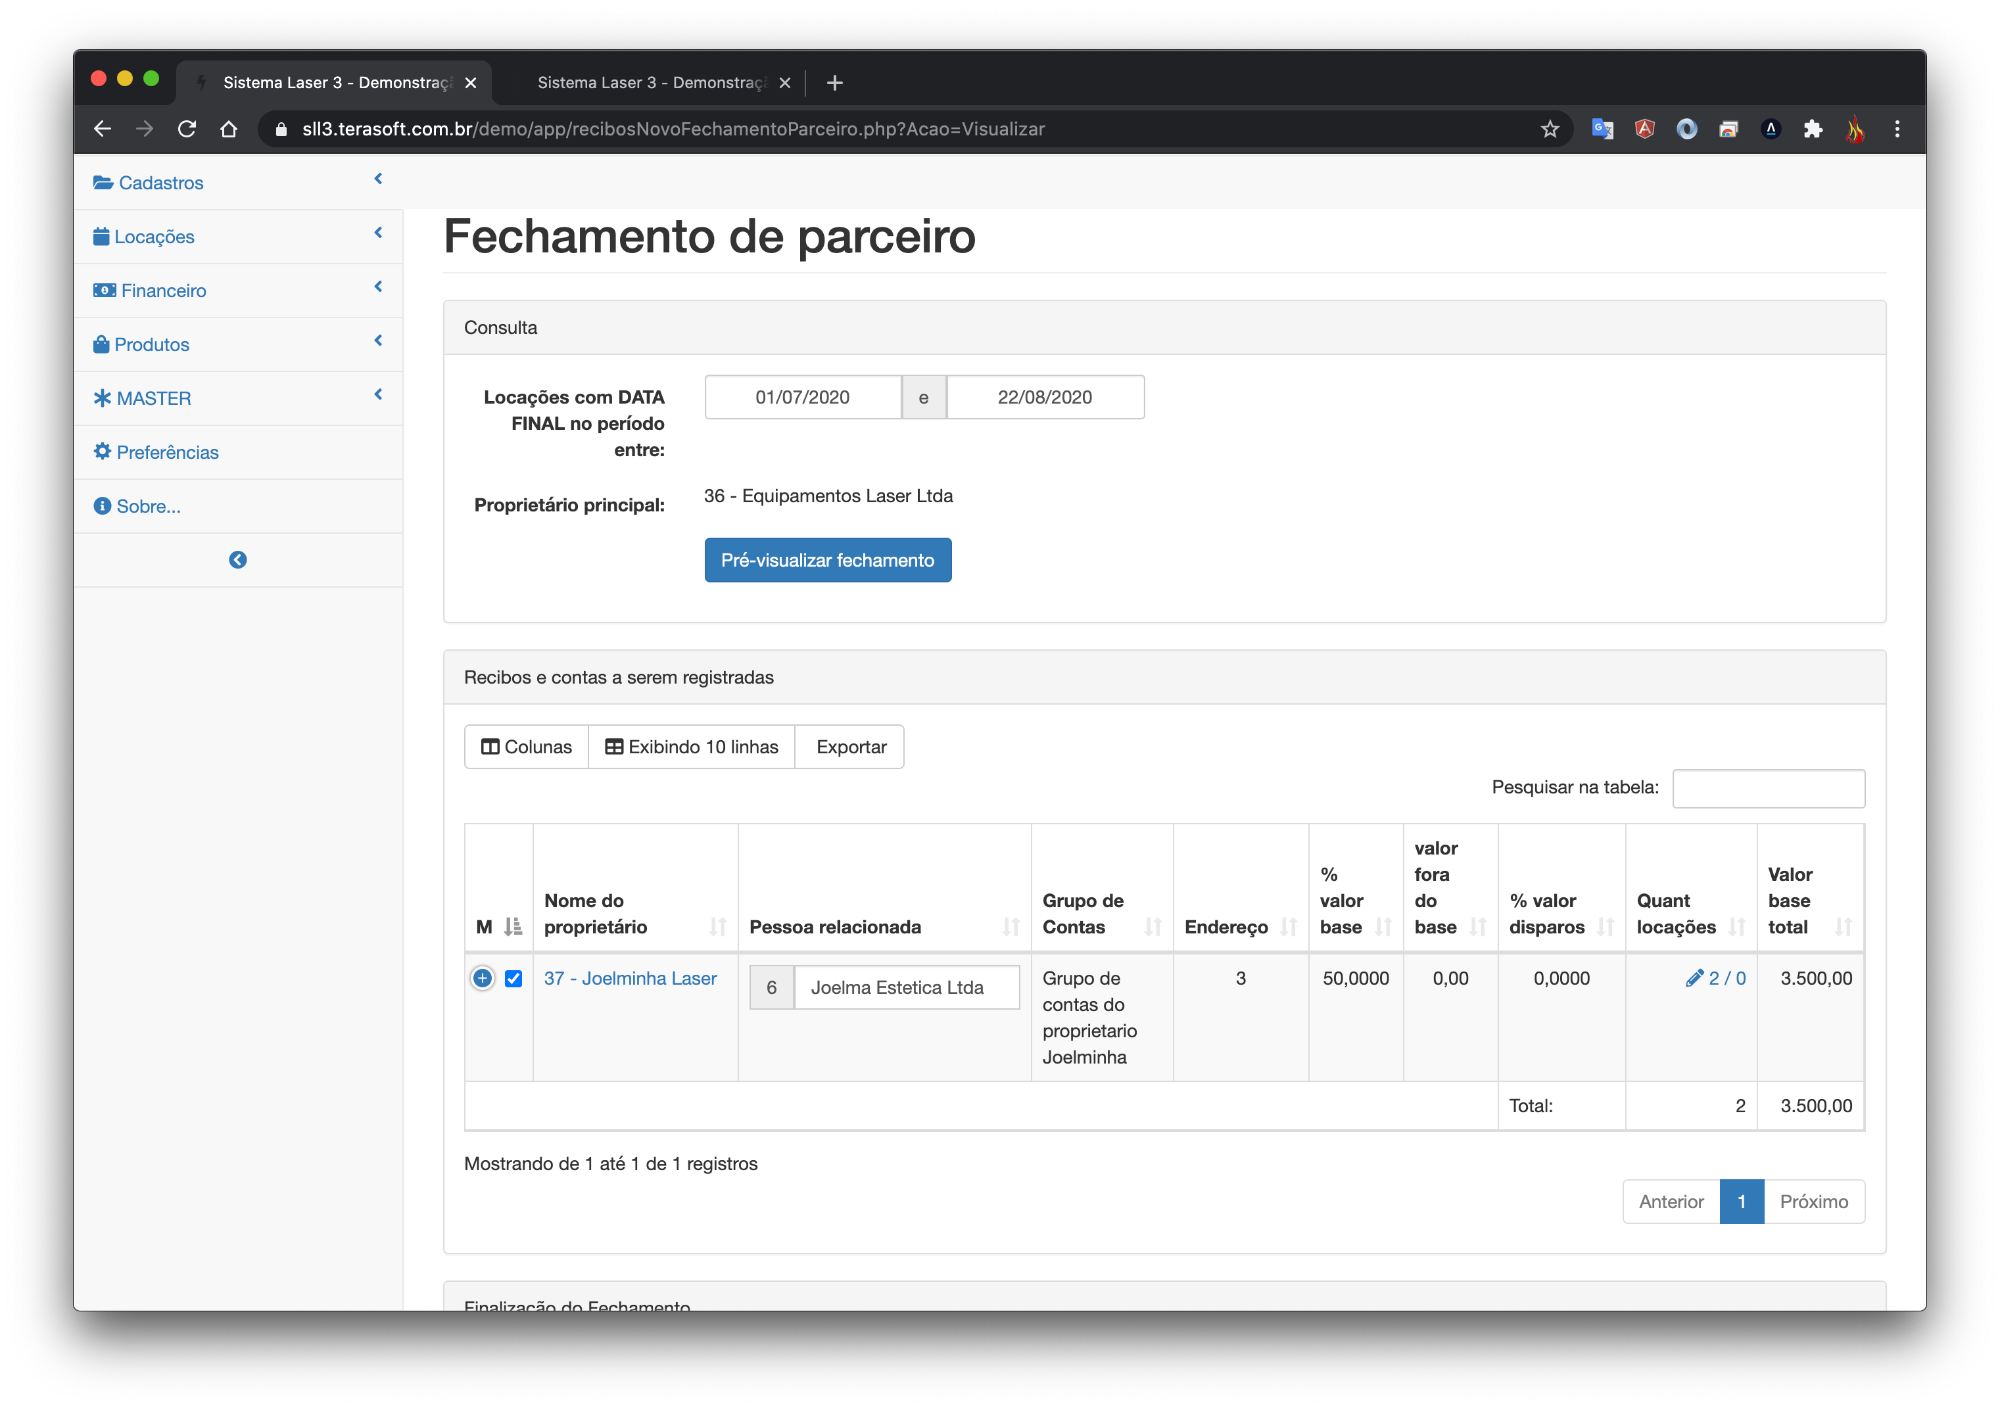 Sistema Laser 3 - Demonstraçã
Sistema Laser 3 - Demonstraçã
sll3.terasoft.com.br/demo/app/recibosNovoFechamentoParceiro.php?Acao=Visualizar
Cadastros
Locações
Financeiro
Produtos
MASTER
Preferências
Sobre...
Fechamento de parceiro
Consulta
Locações com DATA
FINAL no período
entre:
01/07/2020 e 22/08/2020
Proprietário principal:
36 - Equipamentos Laser Ltda
Pré-visualizar fechamento
Recibos e contas a serem registradas
Colunas
Exibindo 10 linhas
Exportar
Pesquisar na tabela:
M
Nome do
proprietário
Pessoa relacionada
Grupo de
Contas
Endereço
%
valor
base
valor
fora
do
base
% valor
disparos
Quant
locações
Valor
base
total
37 - Joelminha Laser
6 Joelma Estetica Ltda
Grupo de
contas do
proprietario
Joelminha
3
50,0000
0,00
0,0000
2 / 0
3.500,00
Total:
2
3.500,00
Mostrando de 1 até 1 de 1 registros
Anterior 1 Próximo
Finalização do Fechamento